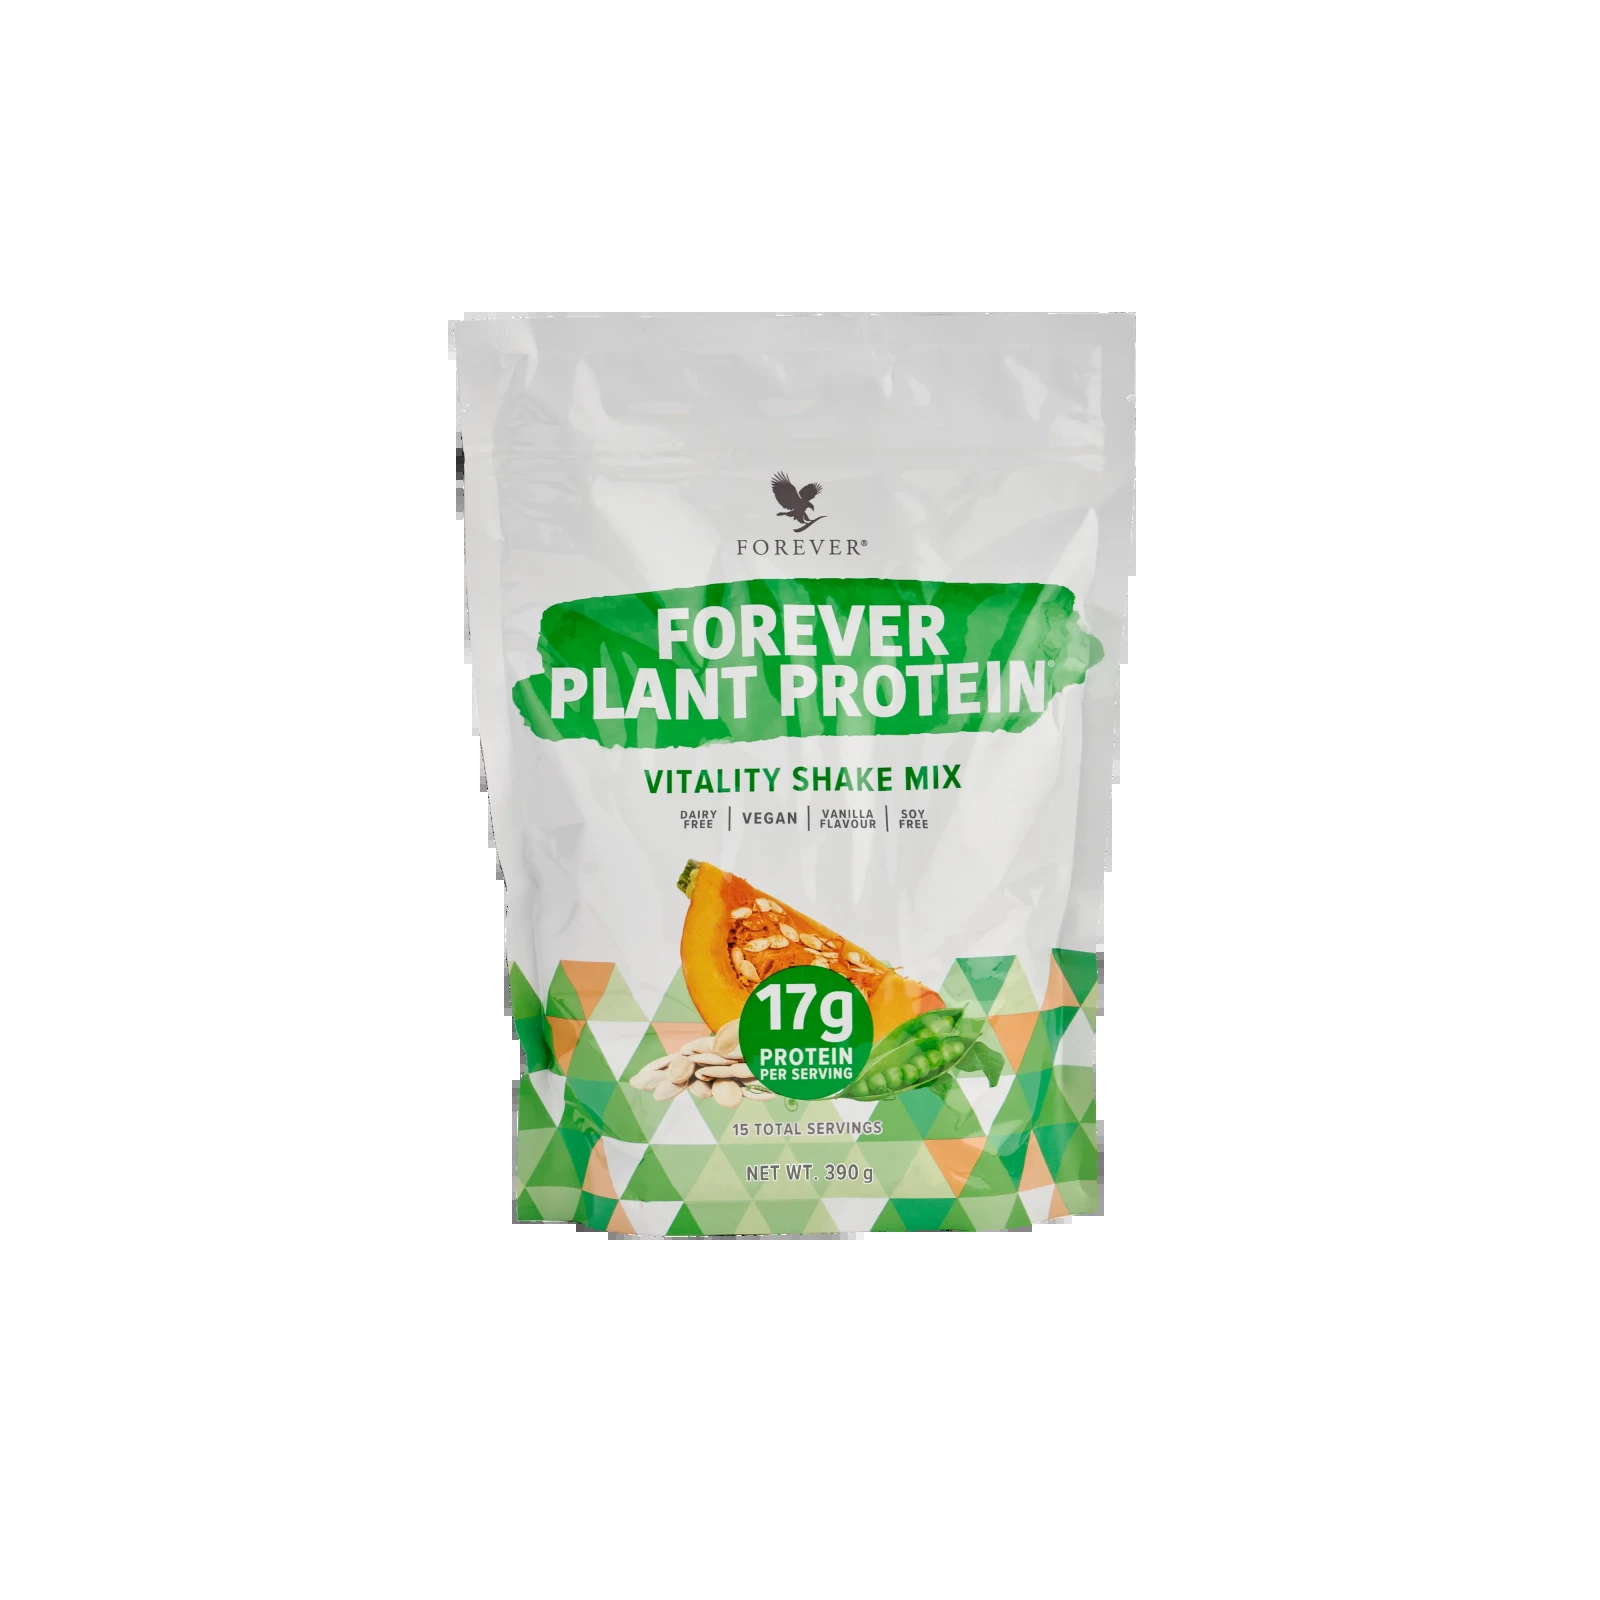 FOREVER®
FOREVER
PLANT PROTEIN®
VITALITY SHAKE MIX
DAIRY FREE | VEGAN | VANILLA FLAVOUR | SOY FREE
17g
PROTEIN
PER SERVING
15 TOTAL SERVINGS
NET WT. 390 g